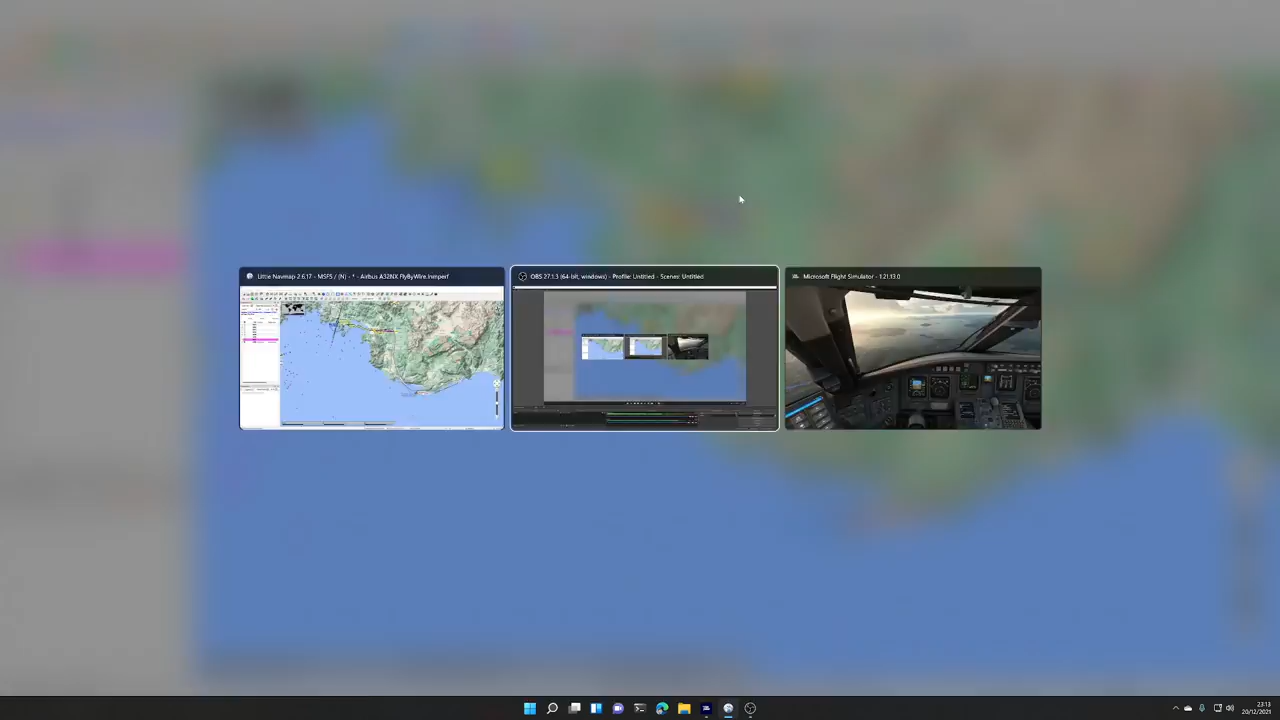 Little Navmap 2.6.17 - MSFS / (N) - * - Airbus A32NX FlyByWire.lnmperf
OBS 27.1.3 (64-bit, windows) - Profile: Untitled - Scenes: Untitled
Microsoft Flight Simulator - 1.21.13.0
23:13
20/12/2021